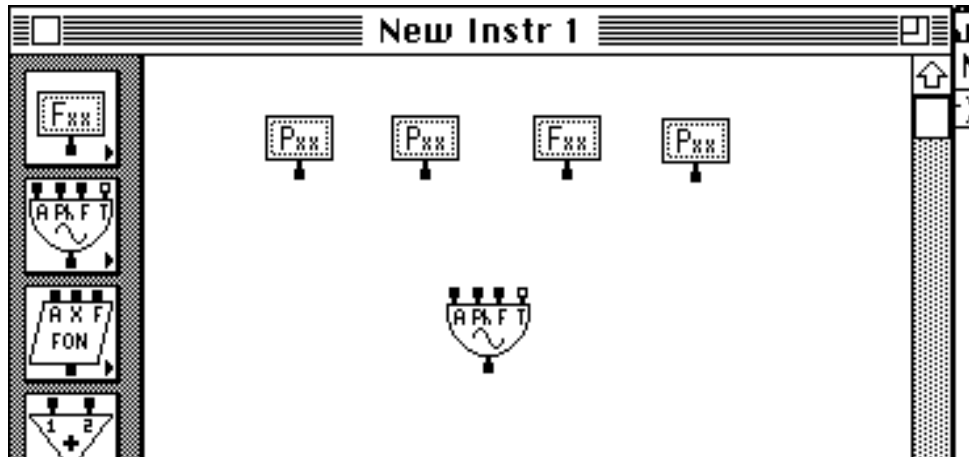 New Instr 1
Fxx
Pxx Pxx Fxx Pxx
A Ph F T
A X F
FON
A Ph F T
1 2
+